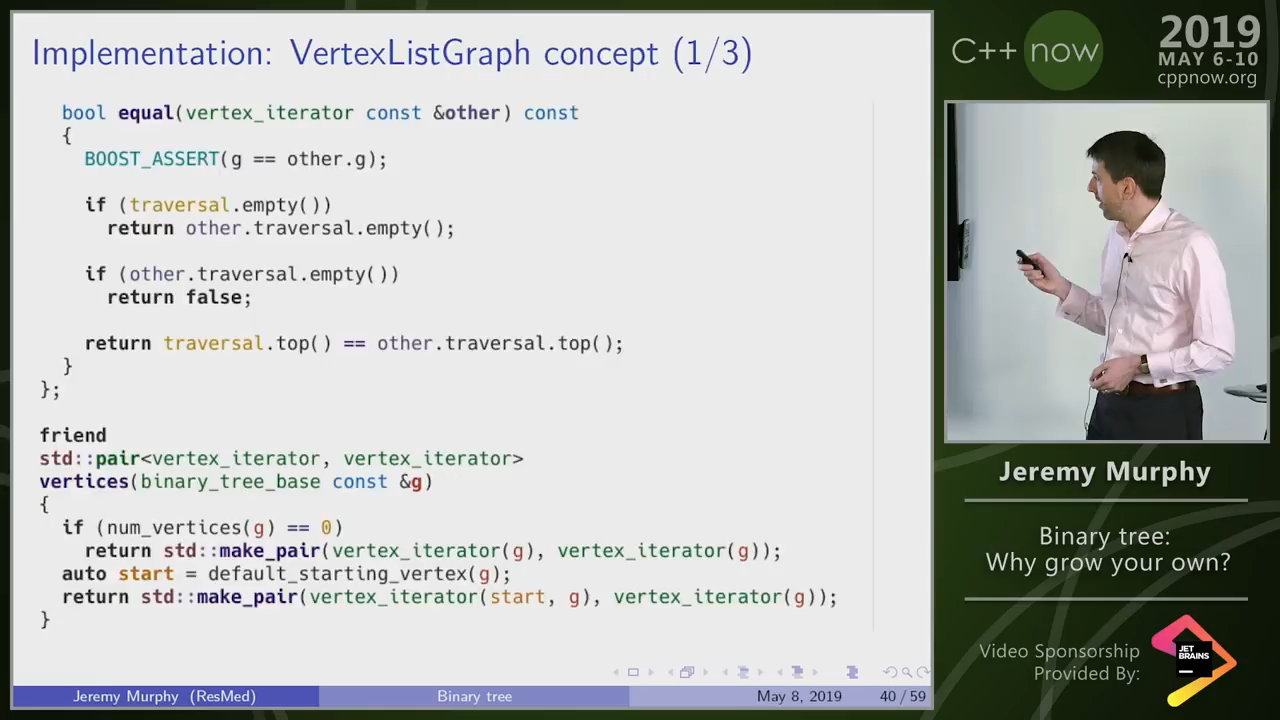 Implementation: VertexListGraph concept (1/3)
bool equal(vertex_iterator const &other) const
{
BOOST_ASSERT(g == other.g);
if (traversal.empty())
return other.traversal.empty();
if (other.traversal.empty())
return false;
return traversal.top() == other.traversal.top();
}
};
friend
std::pair<vertex_iterator, vertex_iterator>
vertices(binary_tree_base const &g)
{
if (num_vertices(g) == 0)
return std::make_pair(vertex_iterator(g), vertex_iterator(g));
auto start = default_starting_vertex(g);
return std::make_pair(vertex_iterator(start, g), vertex_iterator(g));
}
Jeremy Murphy (ResMed)
Binary tree
May 8, 2019
40 / 59
C++ now
2019
MAY 6-10
cppnow.org
Jeremy Murphy
Binary tree:
Why grow your own?
Video Sponsorship
Provided By:
JET
BRAINS